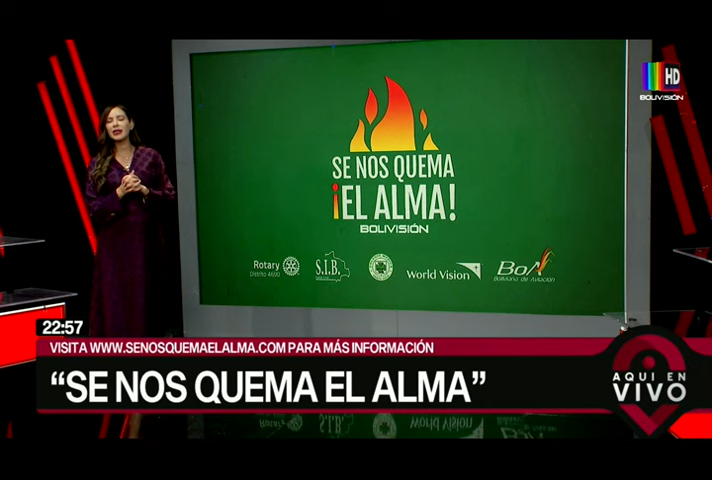 HD
BOLIVISIÓN
SE NOS QUEMA
¡EL ALMA!
BOLIVISIÓN
Rotary
Distrito 4690
S.I.B.
World Vision
BoA
Boliviana de Aviación
22:57
VISITA WWW.SENOSQUEMAELALMA.COM PARA MÁS INFORMACIÓN
“SE NOS QUEMA EL ALMA”
AQUI EN
VIVO